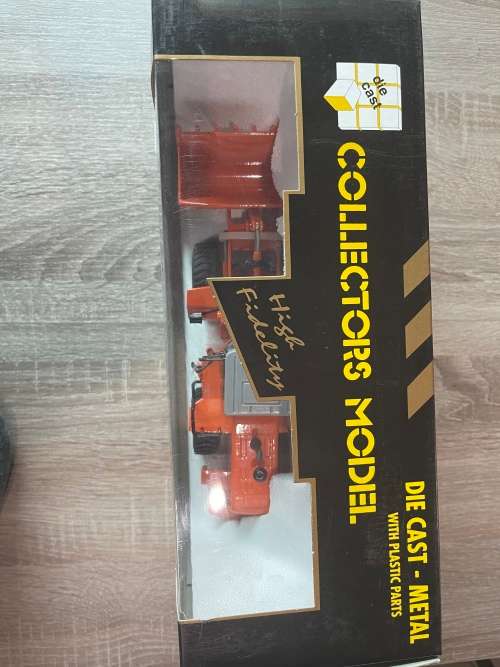 die
cast
COLLECTORS MODEL
DIE CAST - METAL
WITH PLASTIC PARTS
High
Fidelity